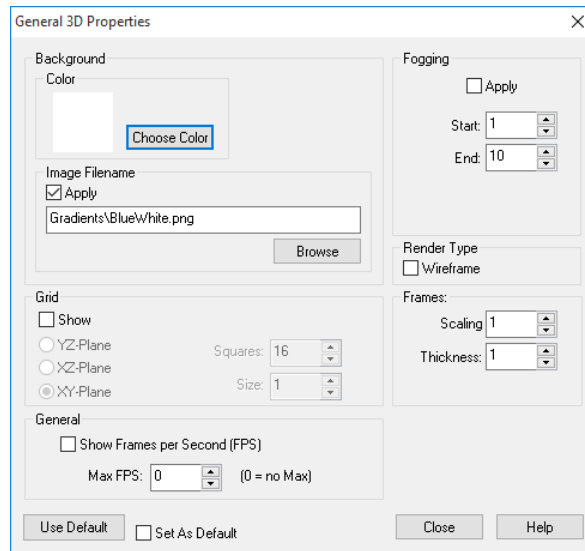 General 3D Properties
Background
Color
Choose Color
Image Filename
Apply
Gradients\BlueWhite.png
Browse
Fogging
Apply
Start: 1
End: 10
Render Type
Wireframe
Grid
Show
YZ-Plane
XZ-Plane
XY-Plane
Squares: 16
Size: 1
Frames:
Scaling 1
Thickness: 1
General
Show Frames per Second (FPS)
Max FPS: 0 (0 = no Max)
Use Default
Set As Default
Close
Help